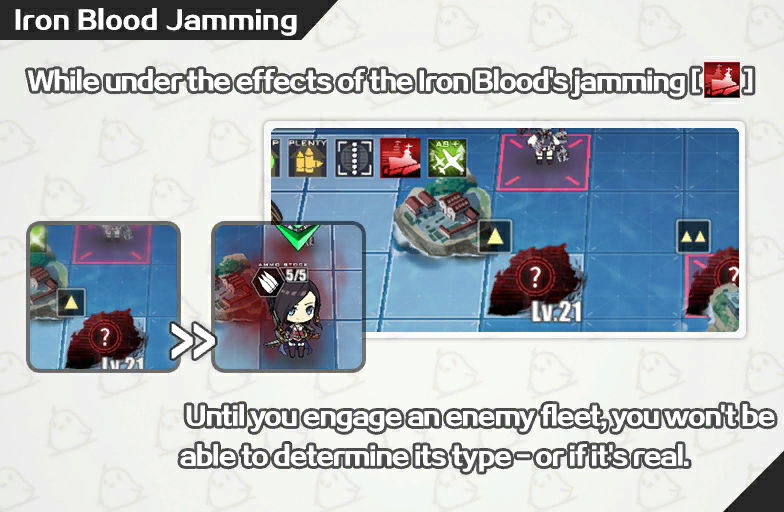 Iron Blood Jamming
While under the effects of the Iron Blood's jamming [ ]
PLENTY
AS +
?
Lv.21
?
?
Lv.21
AMMO STOCK
5/5
Until you engage an enemy fleet, you won't be
able to determine its type – or if it's real.